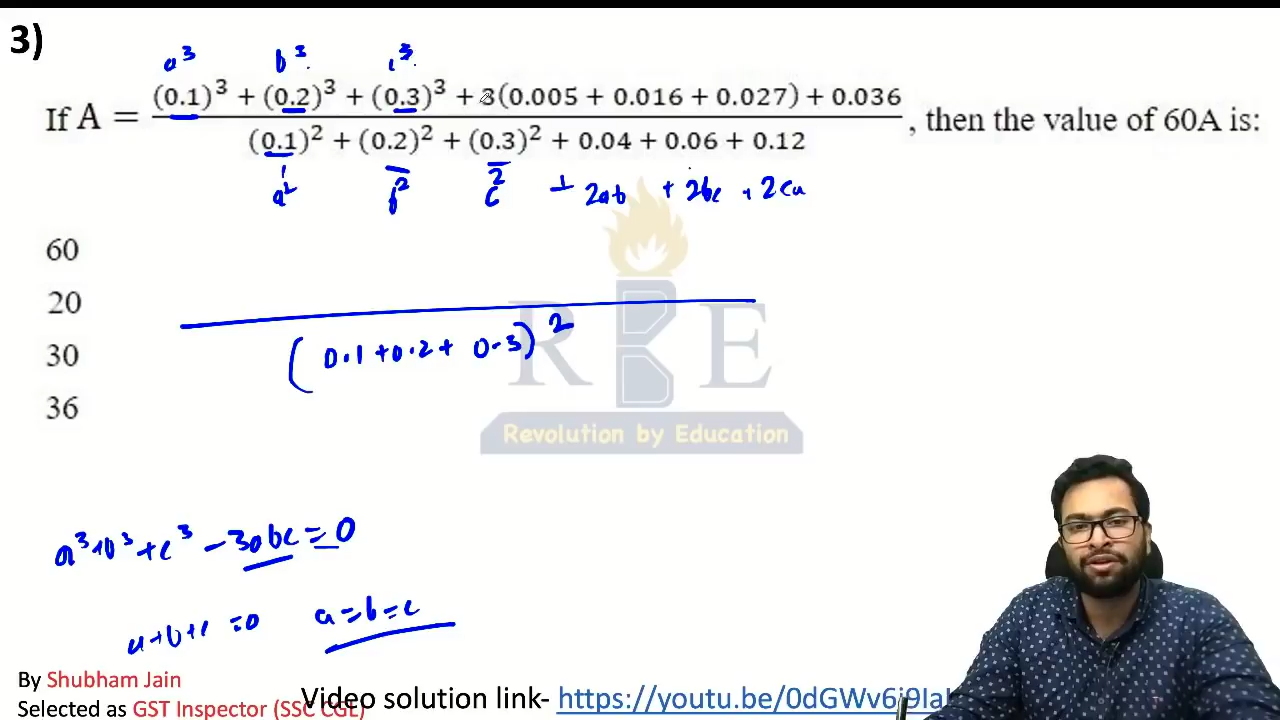 3)
a³ b³ c³
If A = (0.1)³ + (0.2)³ + (0.3)³ + 3(0.005 + 0.016 + 0.027) + 0.036 / (0.1)² + (0.2)² + (0.3)² + 0.04 + 0.06 + 0.12 , then the value of 60A is:
a² b² c² + 2ab + 2bc + 2ca
60
20
30
36
(0.1 + 0.2 + 0.3)²
R B E
Revolution by Education
a³ + b³ + c³ - 3abc = 0
a+b+c = 0 a=b=c
By Shubham Jain
Selected as GST Inspector (SSC CGE)
Video solution link- https://youtu.be/0dGWv6j9IaI